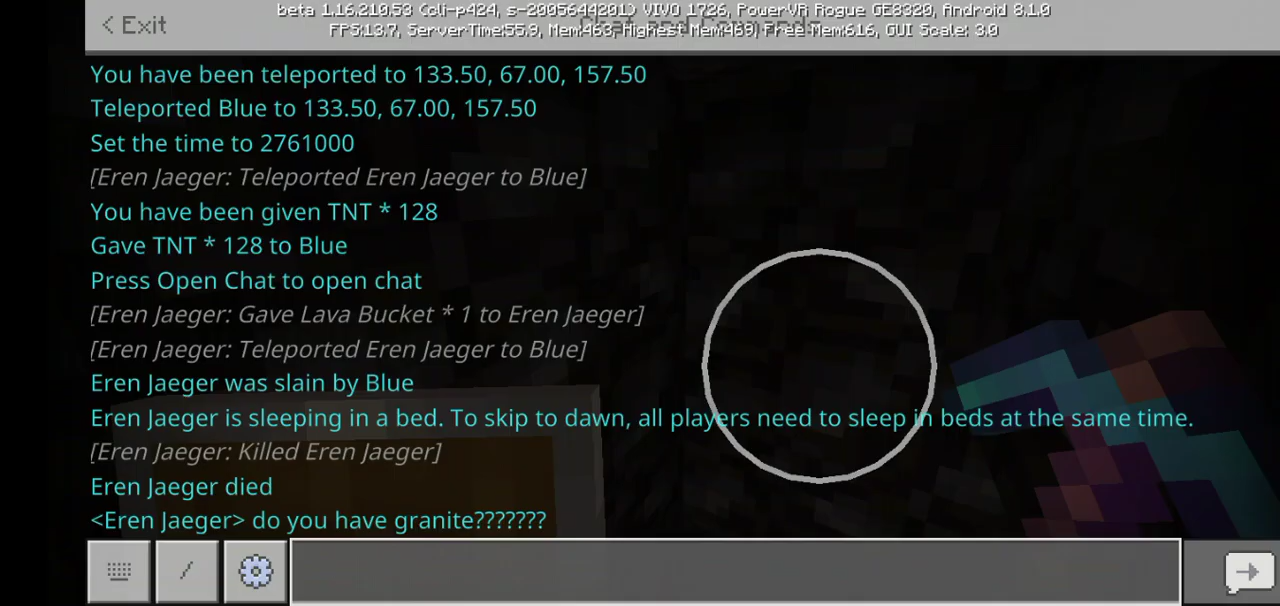 beta 1.16.210.53 (cli-p424, s-2005644201) VIVO 1726, PowerVR Rogue GE8320, Android 8.1.0
FPS:13.7, ServerTime:55.9, Mem:463, Highest Mem:469, Free Mem:616, GUI Scale: 3.0
< Exit
Chat and Commands
You have been teleported to 133.50, 67.00, 157.50
Teleported Blue to 133.50, 67.00, 157.50
Set the time to 2761000
[Eren Jaeger: Teleported Eren Jaeger to Blue]
You have been given TNT * 128
Gave TNT * 128 to Blue
Press Open Chat to open chat
[Eren Jaeger: Gave Lava Bucket * 1 to Eren Jaeger]
[Eren Jaeger: Teleported Eren Jaeger to Blue]
Eren Jaeger was slain by Blue
Eren Jaeger is sleeping in a bed. To skip to dawn, all players need to sleep in beds at the same time.
[Eren Jaeger: Killed Eren Jaeger]
Eren Jaeger died
<Eren Jaeger> do you have granite???????
/